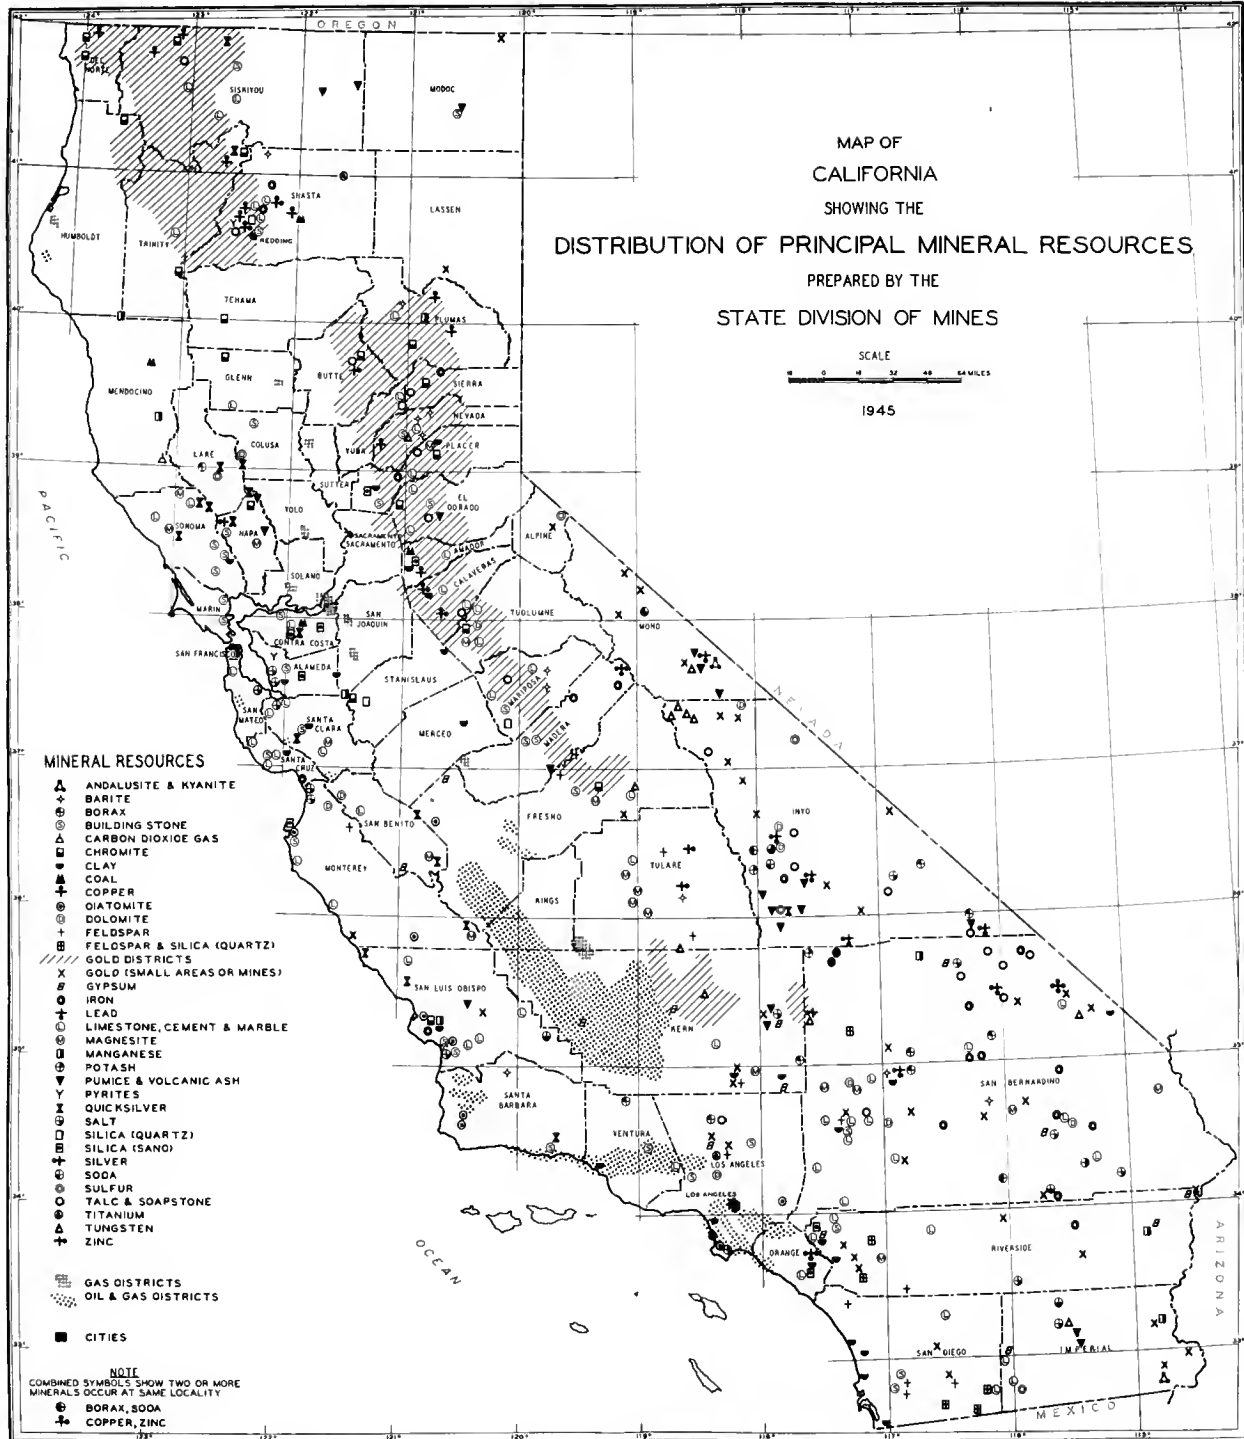 OREGON
MAP OF
CALIFORNIA
SHOWING THE
DISTRIBUTION OF PRINCIPAL MINERAL RESOURCES
PREPARED BY THE
STATE DIVISION OF MINES
SCALE
64 MILES
1945
DEL NORTE
SISKIYOU
MODOC
SHASTA
LASSEN
HUMBOLDT
TRINITY
REDDING
TEHAMA
PLUMAS
GLENN
BUTTE
MENDOCINO
SIERRA
NEVADA
COLUSA
YUBA
PLACER
LAKE
SUTTER
EL DORADO
YOLO
SONOMA
NAPA
SACRAMENTO
SACRAMENTO
AMADOR
ALPINE
SOLANO
CALAVERAS
MARIN
SAN JOAQUIN
TUOLUMNE
MONO
CONTRA COSTA
SAN FRANCISCO
ALAMEDA
STANISLAUS
MARIPOSA
SAN MATEO
SANTA CLARA
MERCED
MADERA
SANTA CRUZ
NEVADA
PACIFIC
SAN BENITO
FRESNO
INYO
MONTEREY
TULARE
KINGS
SAN LUIS OBISPO
KERN
SAN BERNARDINO
SANTA BARBARA
VENTURA
LOS ANGELES
LOS ANGELES
ORANGE
RIVERSIDE
ARIZONA
OCEAN
SAN DIEGO
IMPERIAL
MEXICO
MINERAL RESOURCES
ANDALUSITE & KYANITE
BARITE
BORAX
BUILDING STONE
CARBON DIOXIDE GAS
CHROMITE
CLAY
COAL
COPPER
DIATOMITE
DOLOMITE
FELDSPAR
FELDSPAR & SILICA (QUARTZ)
GOLD DISTRICTS
GOLD (SMALL AREAS OR MINES)
GYPSUM
IRON
LEAD
LIMESTONE, CEMENT & MARBLE
MAGNESITE
MANGANESE
POTASH
PUMICE & VOLCANIC ASH
PYRITES
QUICKSILVER
SALT
SILICA (QUARTZ)
SILICA (SAND)
SILVER
SODA
SULFUR
TALC & SOAPSTONE
TITANIUM
TUNGSTEN
ZINC
GAS DISTRICTS
OIL & GAS DISTRICTS
CITIES
NOTE
COMBINED SYMBOLS SHOW TWO OR MORE
MINERALS OCCUR AT SAME LOCALITY
BORAX, SODA
COPPER, ZINC